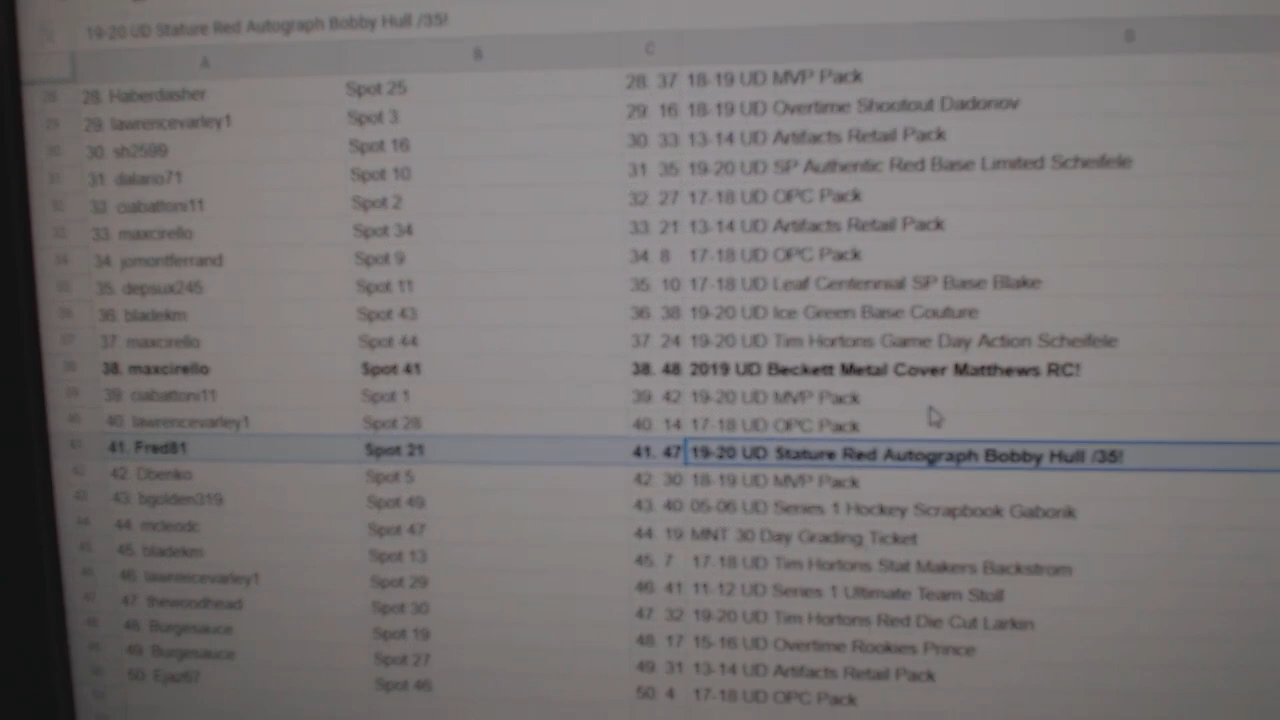 19-20 UD Stature Red Autograph Bobby Hull /35!
A B C D
28. Haberdasher Spot 25 28. 37 18-19 UD MVP Pack
29. lawrencevarley1 Spot 3 29. 16 18-19 UD Overtime Shootout Dadonov
30. sh2599 Spot 16 30. 33 13-14 UD Artifacts Retail Pack
31. dalario71 Spot 10 31. 35 19-20 UD SP Authentic Red Base Limited Scheifele
32. ciabattoni11 Spot 2 32. 27 17-18 UD OPC Pack
33. maxcirello Spot 34 33. 21 13-14 UD Artifacts Retail Pack
34. jomontferrand Spot 9 34. 8 17-18 UD OPC Pack
35. depsux245 Spot 11 35. 10 17-18 UD Leaf Centennial SP Base Blake
36. bladekm Spot 43 36. 38 19-20 UD Ice Green Base Couture
37. maxcirello Spot 44 37. 24 19-20 UD Tim Hortons Game Day Action Scheifele
38. maxcirello Spot 41 38. 48 2019 UD Beckett Metal Cover Matthews RC!
39. ciabattoni11 Spot 1 39. 42 19-20 UD MVP Pack
40. lawrencevarley1 Spot 28 40. 14 17-18 UD OPC Pack
41. Fred81 Spot 21 41. 47 19-20 UD Stature Red Autograph Bobby Hull /35!
42. Dbenko Spot 5 42. 30 18-19 UD MVP Pack
43. bgolden319 Spot 49 43. 40 05-06 UD Series 1 Hockey Scrapbook Gaborik
44. mcleodc Spot 47 44. 19 MNT 30 Day Grading Ticket
45. bladekm Spot 13 45. 7 17-18 UD Tim Hortons Stat Makers Backstrom
46. lawrencevarley1 Spot 29 46. 41 11-12 UD Series 1 Ultimate Team Stoll
47. thewoodhead Spot 30 47. 32 19-20 UD Tim Hortons Red Die Cut Larkin
48. Burgesauce Spot 19 48. 17 15-16 UD Overtime Rookies Prince
49. Burgesauce Spot 27 49. 31 13-14 UD Artifacts Retail Pack
50. Spot 46 50. 4 17-18 UD OPC Pack